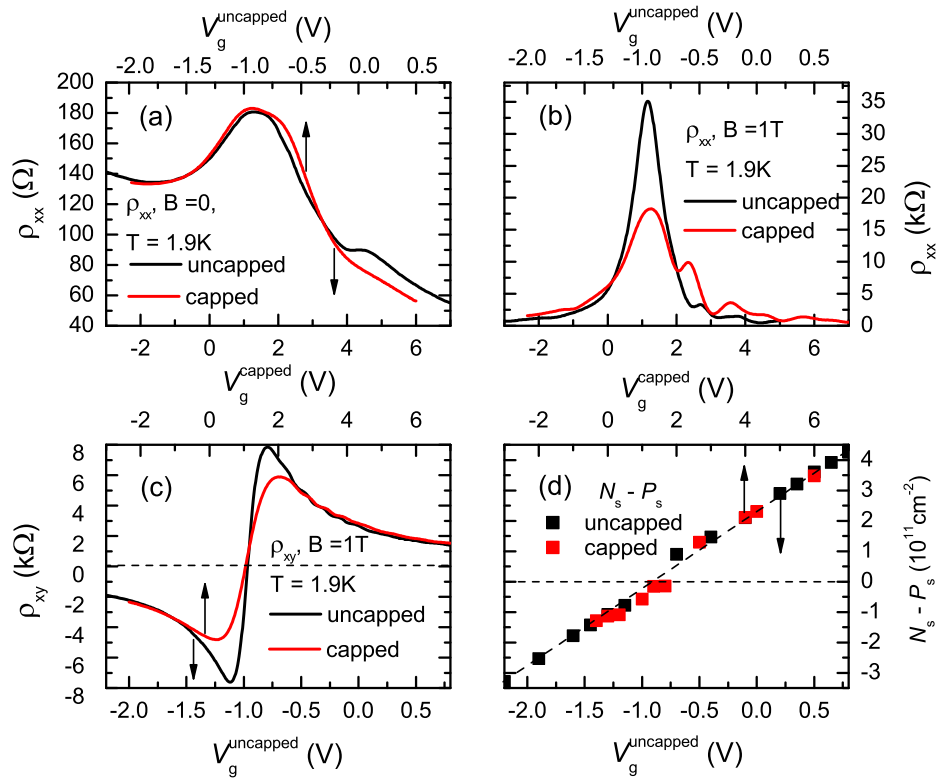 V_g^uncapped (V)
-2.0 -1.5 -1.0 -0.5 0.0 0.5
200
180
160
140
120
100
80
60
40
ρxx (Ω)
(a)
ρxx, B =0,
T = 1.9K
uncapped
capped
-2 0 2 4 6
V_g^capped (V)
V_g^uncapped (V)
-2.0 -1.5 -1.0 -0.5 0.0 0.5
(b)
ρxx, B =1T
T = 1.9K
uncapped
capped
35
30
25
20
15
10
5
0
ρxx (kΩ)
-2 0 2 4 6
V_g^capped (V)
-2 0 2 4 6
8
6
4
2
0
-2
-4
-6
-8
ρxy (kΩ)
(c)
ρxy, B =1T
T = 1.9K
uncapped
capped
-2.0 -1.5 -1.0 -0.5 0.0 0.5
V_g^uncapped (V)
-2 0 2 4 6
(d)
Ns - Ps
uncapped
capped
4
3
2
1
0
-1
-2
-3
Ns - Ps (10^11 cm^-2)
-2.0 -1.5 -1.0 -0.5 0.0 0.5
V_g^uncapped (V)